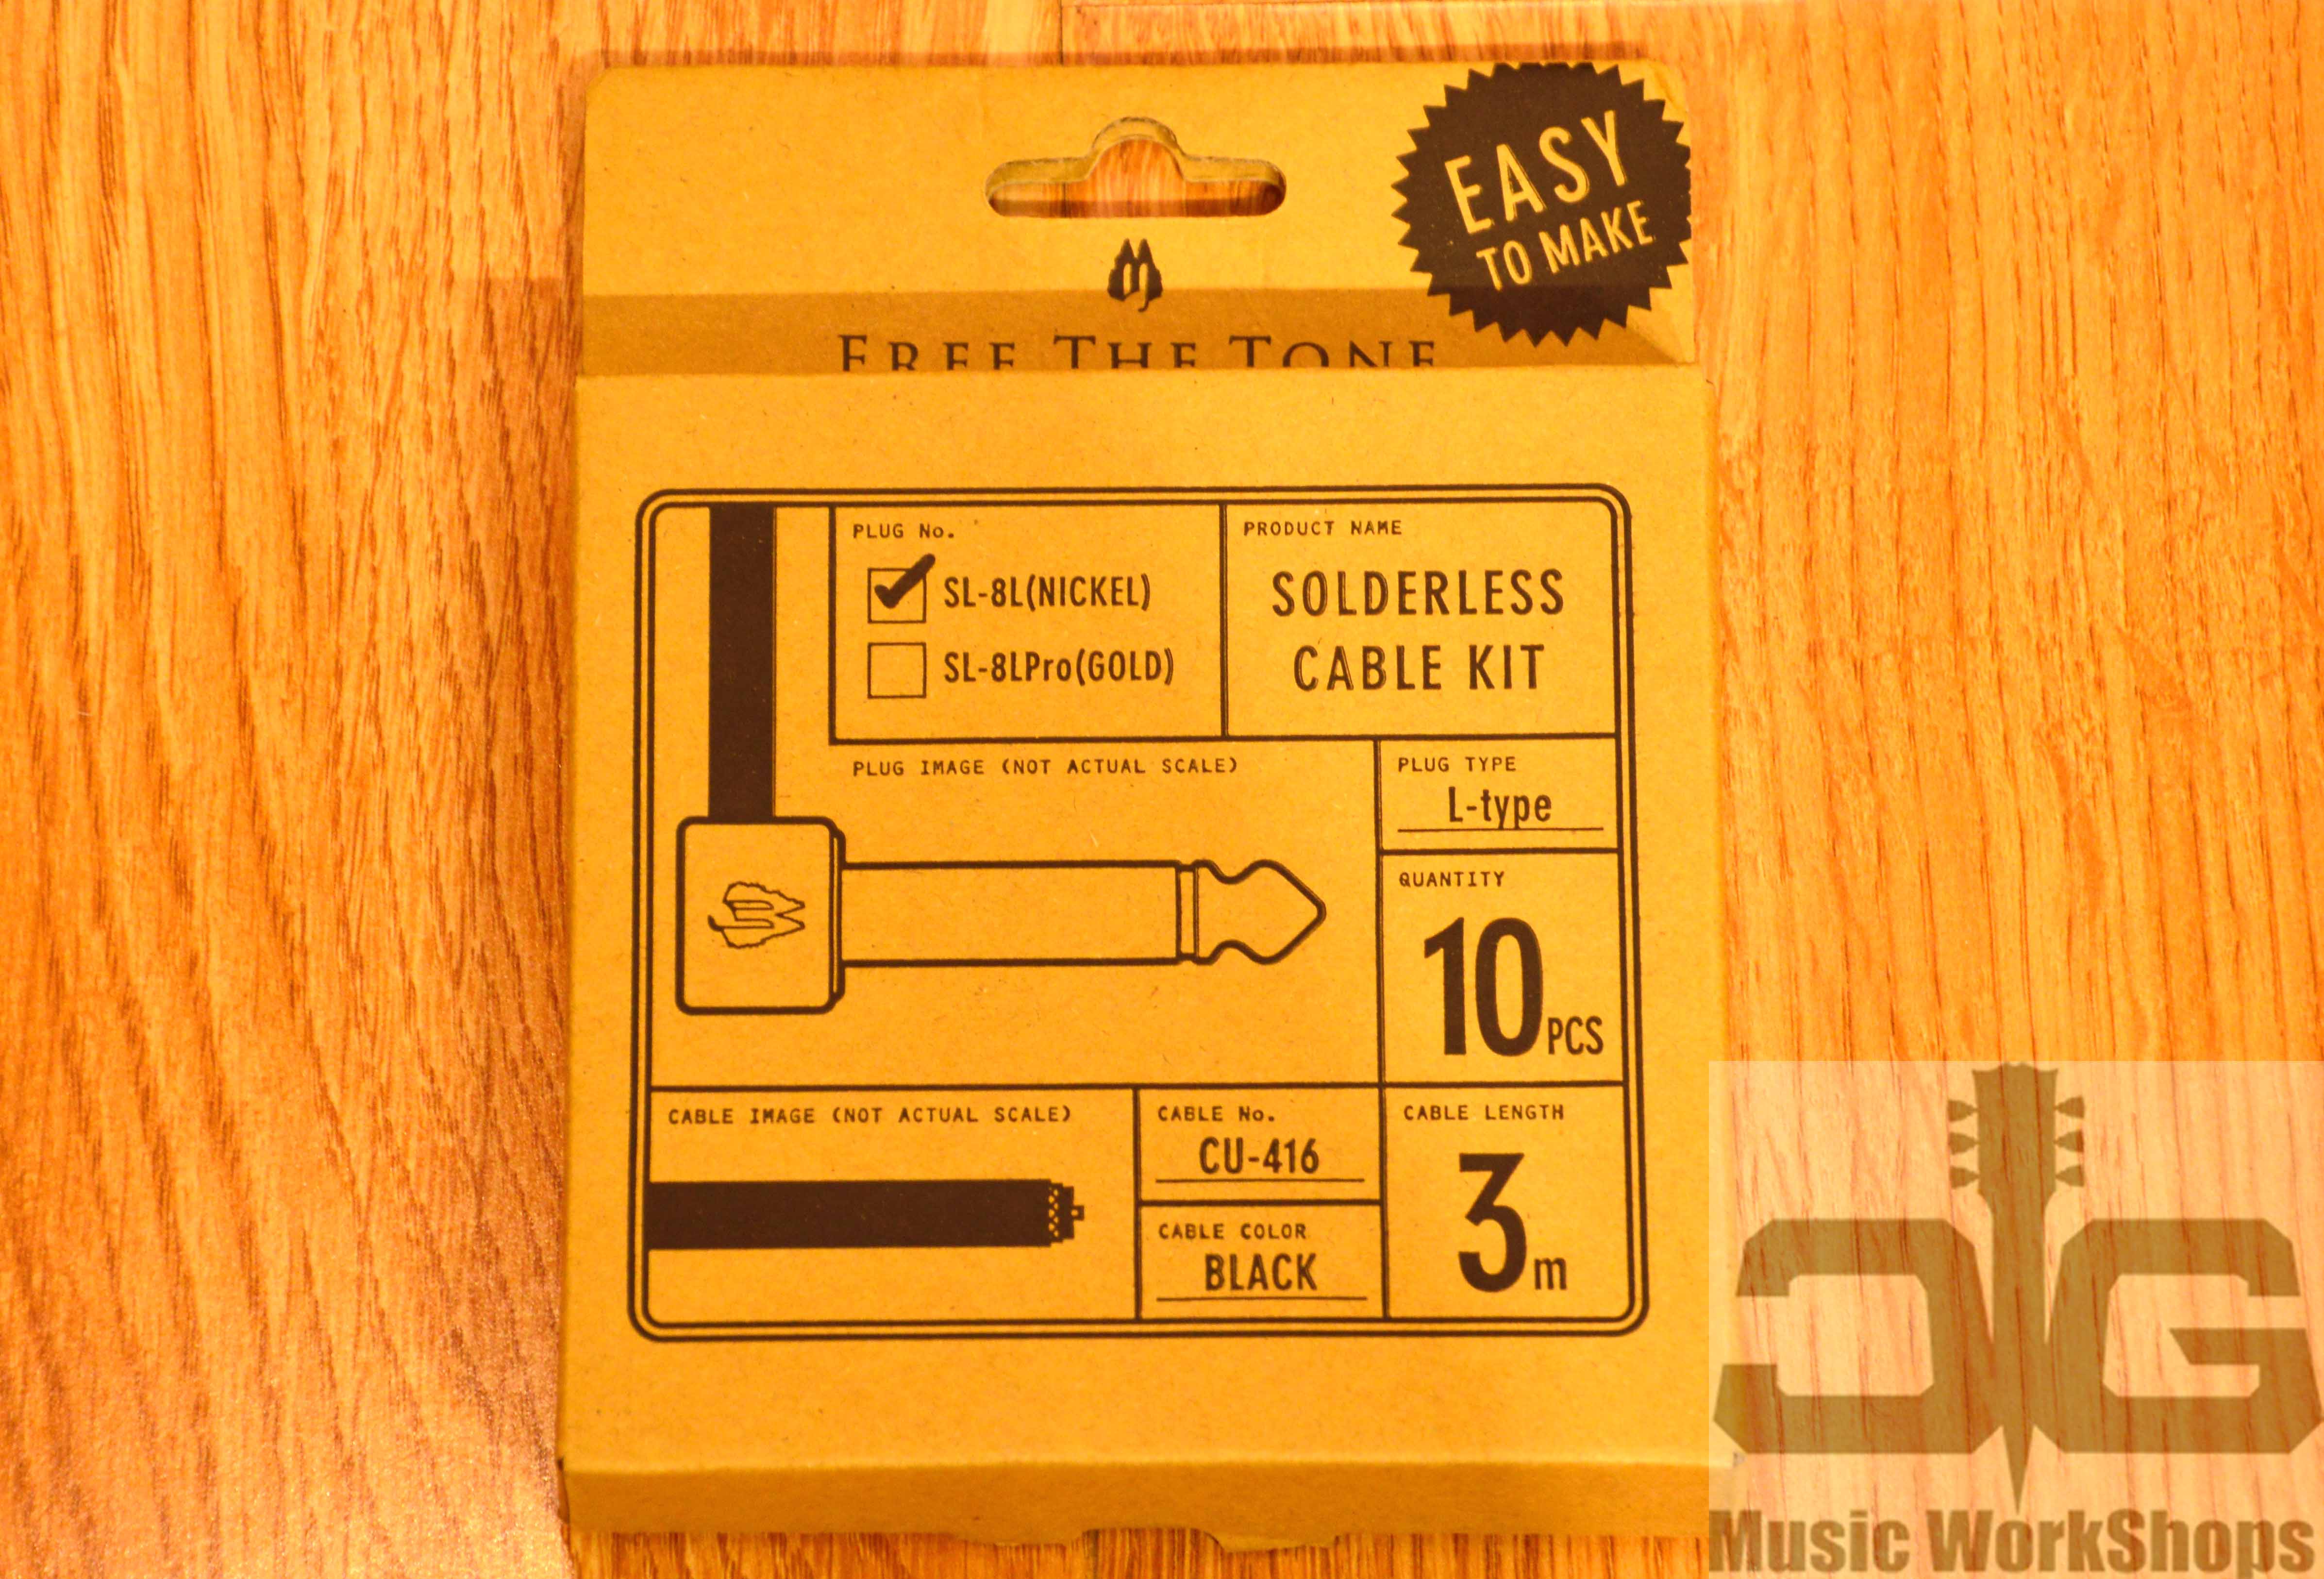 EASY
TO MAKE
FREE THE TONE
PLUG No.
SL-8L(NICKEL)
SL-8LPro(GOLD)
PRODUCT NAME
SOLDERLESS
CABLE KIT
PLUG IMAGE (NOT ACTUAL SCALE)
PLUG TYPE
L-type
QUANTITY
10PCS
CABLE IMAGE (NOT ACTUAL SCALE)
CABLE No.
CU-416
CABLE COLOR
BLACK
CABLE LENGTH
3m
CG
Music WorkShops